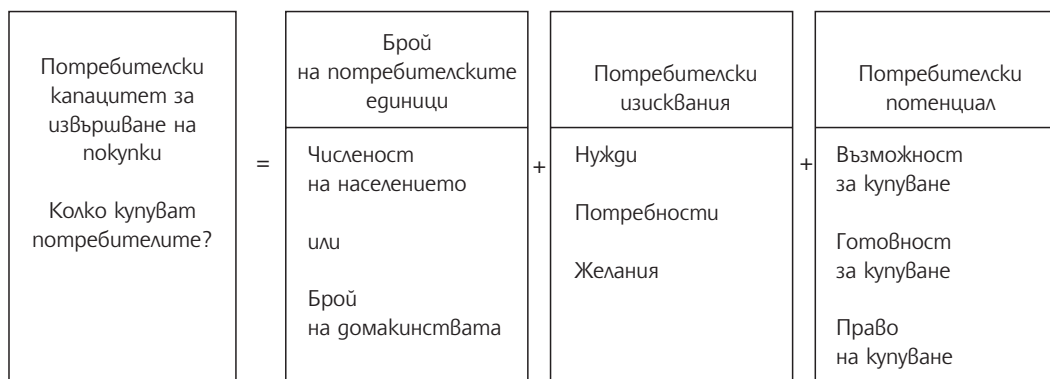 Потребителски
капацитет за
извършване на
покупки
Колко купуват
потребителите?
=
Брой
на потребителските
единици
Численост
на населението
или
Брой
на домакинствата
+
Потребителски
изисквания
Нужди
Потребности
Желания
+
Потребителски
потенциал
Възможност
за купуване
Готовност
за купуване
Право
на купуване